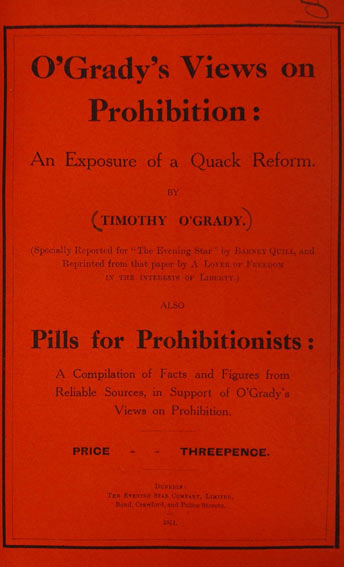 O'Grady's Views on
Prohibition:
An Exposure of a Quack Reform.
BY
(TIMOTHY O'GRADY.)
(Specially Reported for "The Evening Star" by BARNEY QUILL, and
Reprinted from that paper by A LOVER OF FREEDOM
IN THE INTERESTS OF LIBERTY.)
ALSO
Pills for Prohibitionists:
A Compilation of Facts and Figures from
Reliable Sources, in Support of O'Grady's
Views on Prohibition.
PRICE - - THREEPENCE.
DUNEDIN:
THE EVENING STAR COMPANY, LIMITED,
Bond, Crawford, and Police Streets.